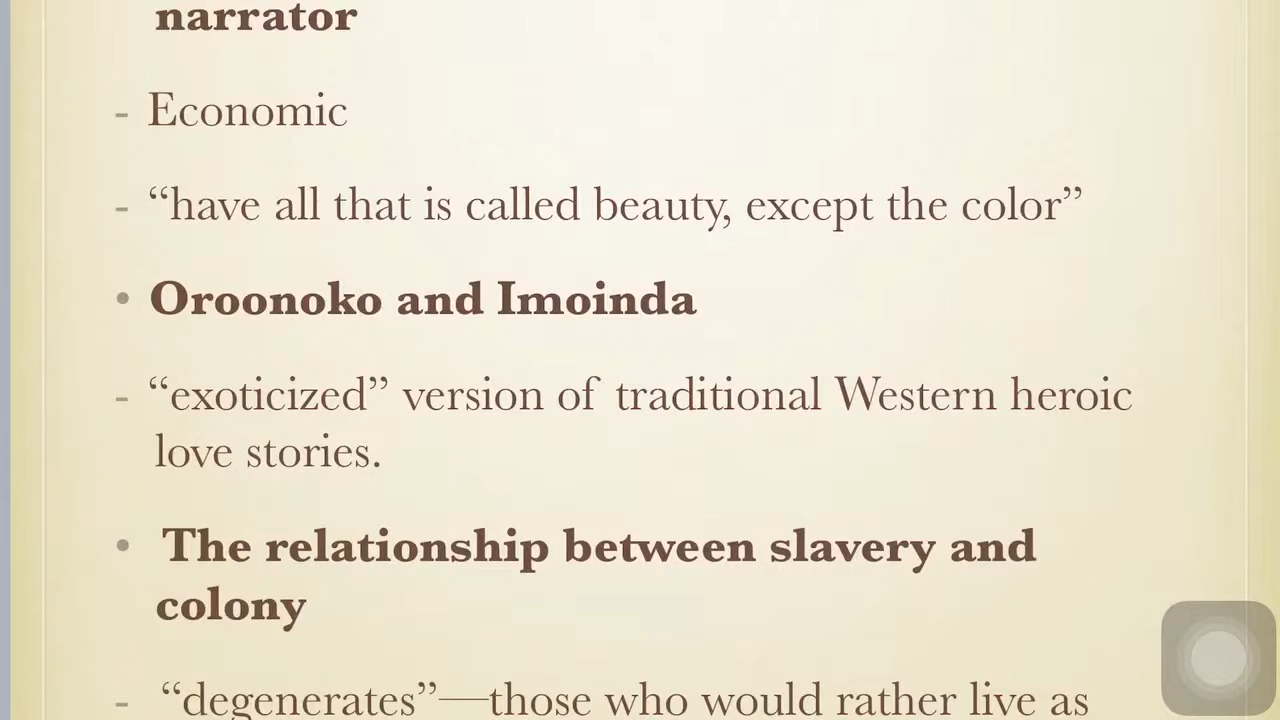 narrator
- Economic
- “have all that is called beauty, except the color”
• Oroonoko and Imoinda
- “exoticized” version of traditional Western heroic
love stories.
• The relationship between slavery and
colony
- “degenerates”—those who would rather live as